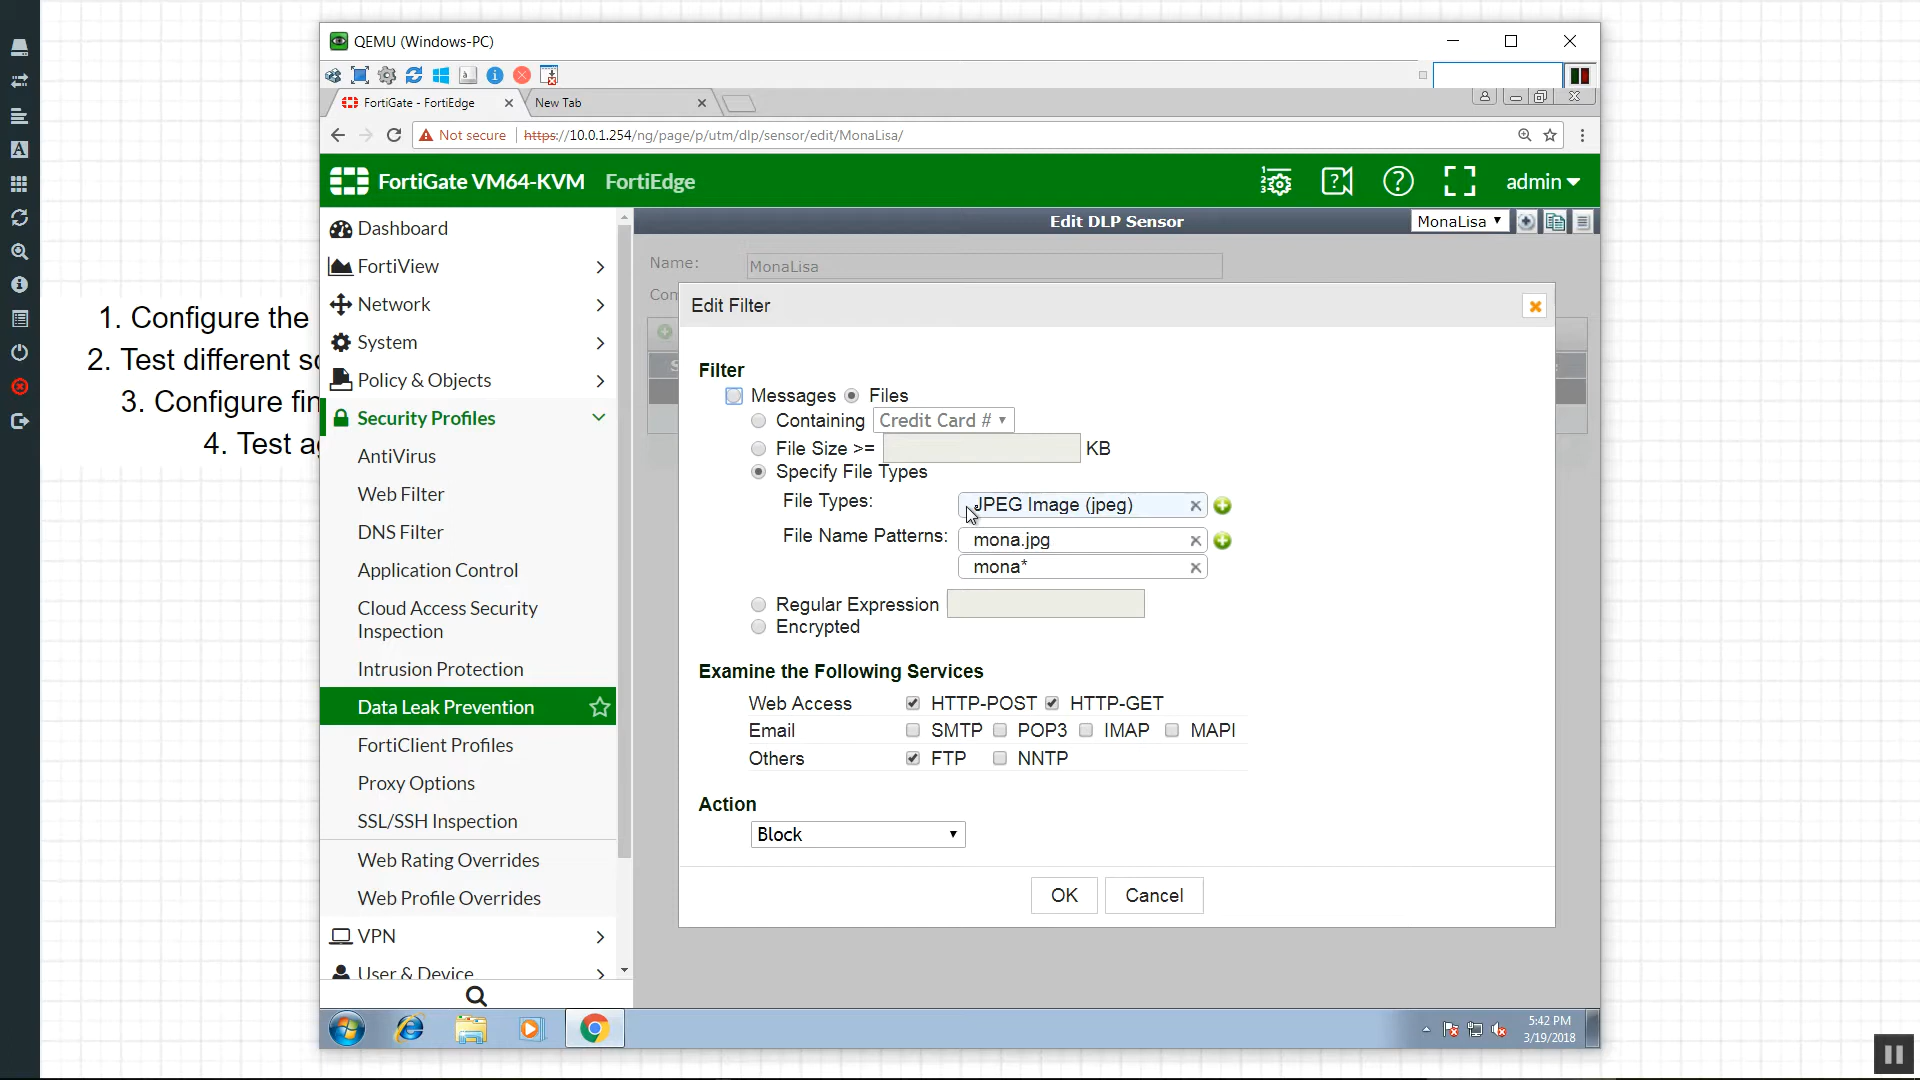 1. Configure the
2. Test different sc
3. Configure fin
4. Test ag
QEMU (Windows-PC)
FortiGate - FortiEdge
New Tab
Not secure https://10.0.1.254/ng/page/p/utm/dlp/sensor/edit/MonaLisa/
FortiGate VM64-KVM FortiEdge
admin
Dashboard
FortiView
Network
System
Policy & Objects
Security Profiles
AntiVirus
Web Filter
DNS Filter
Application Control
Cloud Access Security
Inspection
Intrusion Protection
Data Leak Prevention
FortiClient Profiles
Proxy Options
SSL/SSH Inspection
Web Rating Overrides
Web Profile Overrides
VPN
User & Device
Edit DLP Sensor
MonaLisa
Name: MonaLisa
Com
Edit Filter
Filter
Messages Files
Containing Credit Card #
File Size >= KB
Specify File Types
File Types: JPEG Image (jpeg)
File Name Patterns: mona.jpg
mona*
Regular Expression
Encrypted
Examine the Following Services
Web Access HTTP-POST HTTP-GET
Email SMTP POP3 IMAP MAPI
Others FTP NNTP
Action
Block
OK Cancel
5:42 PM
3/19/2018